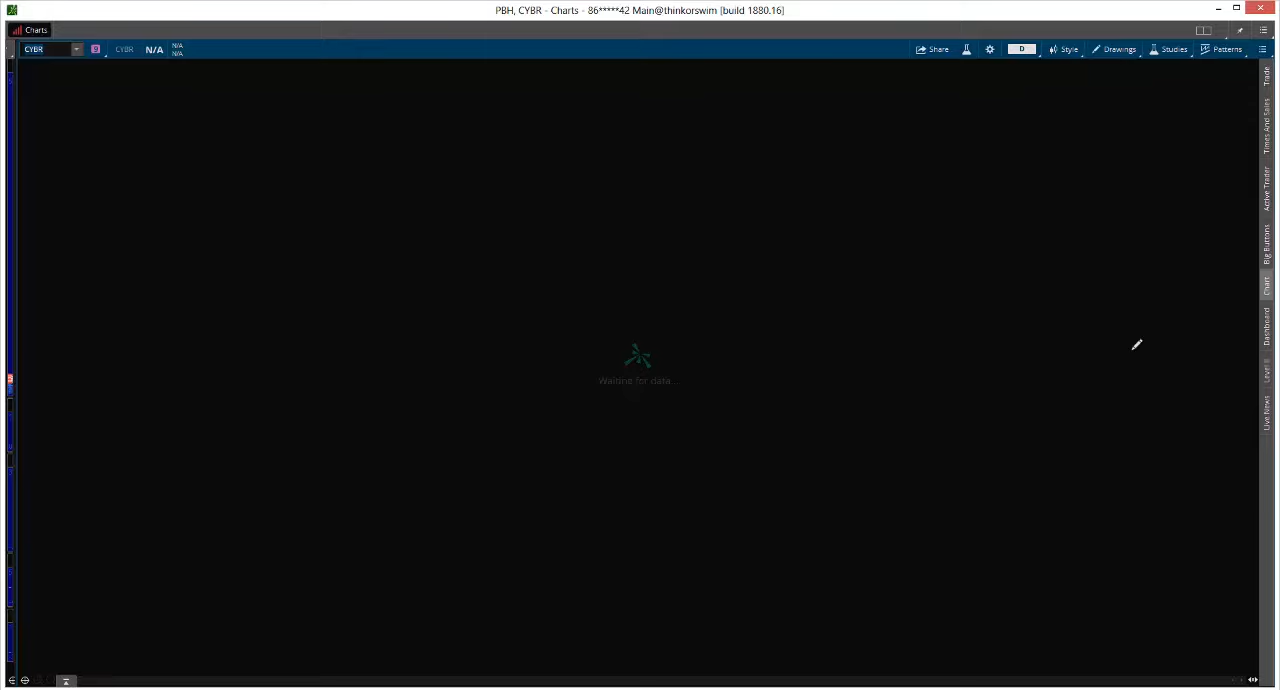 PBH, CYBR - Charts - 86*****42 Main@thinkorswim [build 1880.16]
Charts
CYBR
CYBR
N/A
N/A
N/A
Share
D
Style
Drawings
Studies
Patterns
Trade
Times And Sales
Active Trader
Big Buttons
Chart
Dashboard
Level II
Live News
Waiting for data...